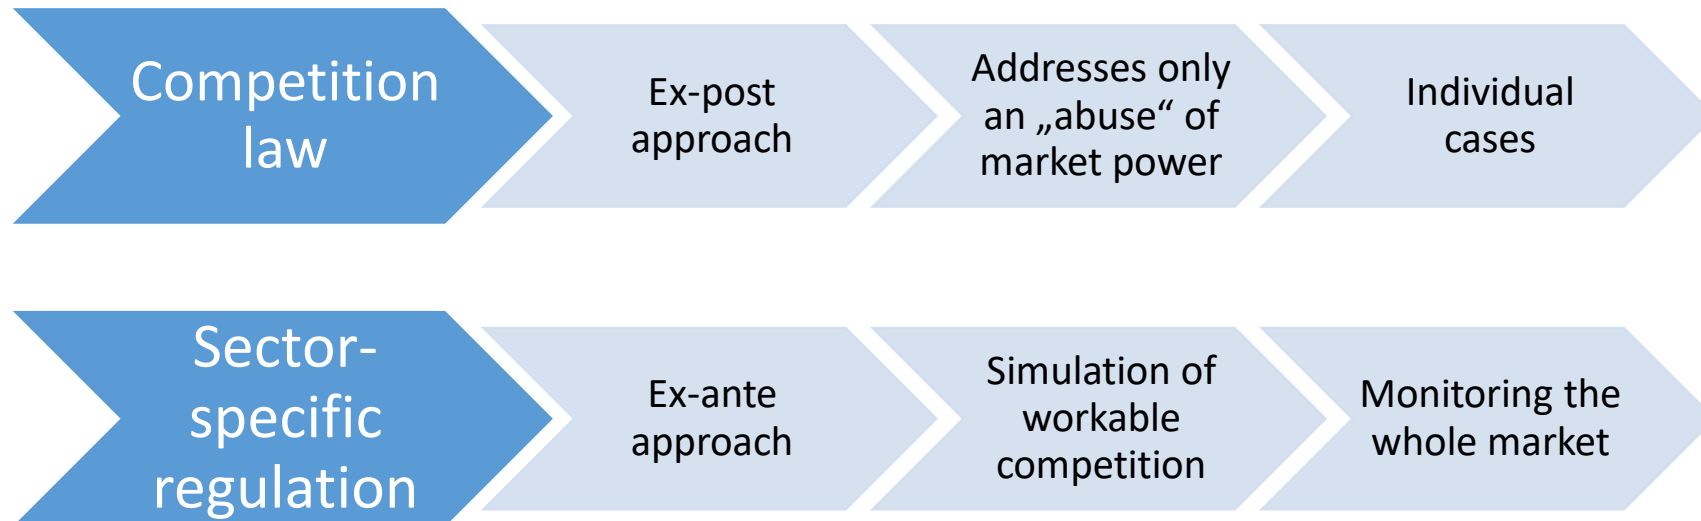 Competition
law
Ex-post
approach
Addresses only
an „abuse“ of
market power
Individual
cases
Sector-
specific
regulation
Ex-ante
approach
Simulation of
workable
competition
Monitoring the
whole market